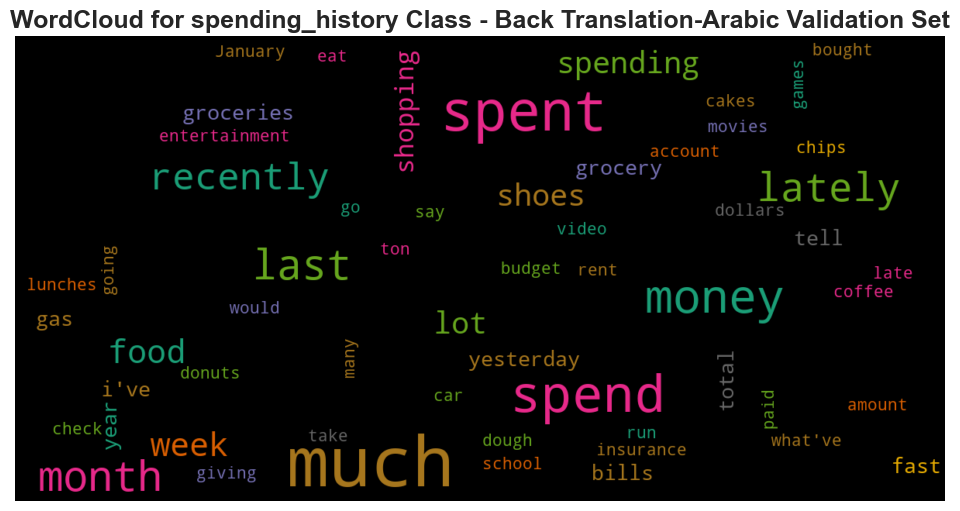 WordCloud for spending_history Class - Back Translation-Arabic Validation Set
January
eat
shopping
spending
bought
games
spent
cakes
groceries
movies
entertainment
account
chips
recently
grocery
lately
shoes
go
say
dollars
video
tell
ton
last
going
budget
rent
late
lunches
money
coffee
would
gas
lot
food
many
yesterday
donuts
total
i've
spend
car
paid
amount
year
check
week
take
much
dough
run
what've
insurance
school
month
giving
bills
fast